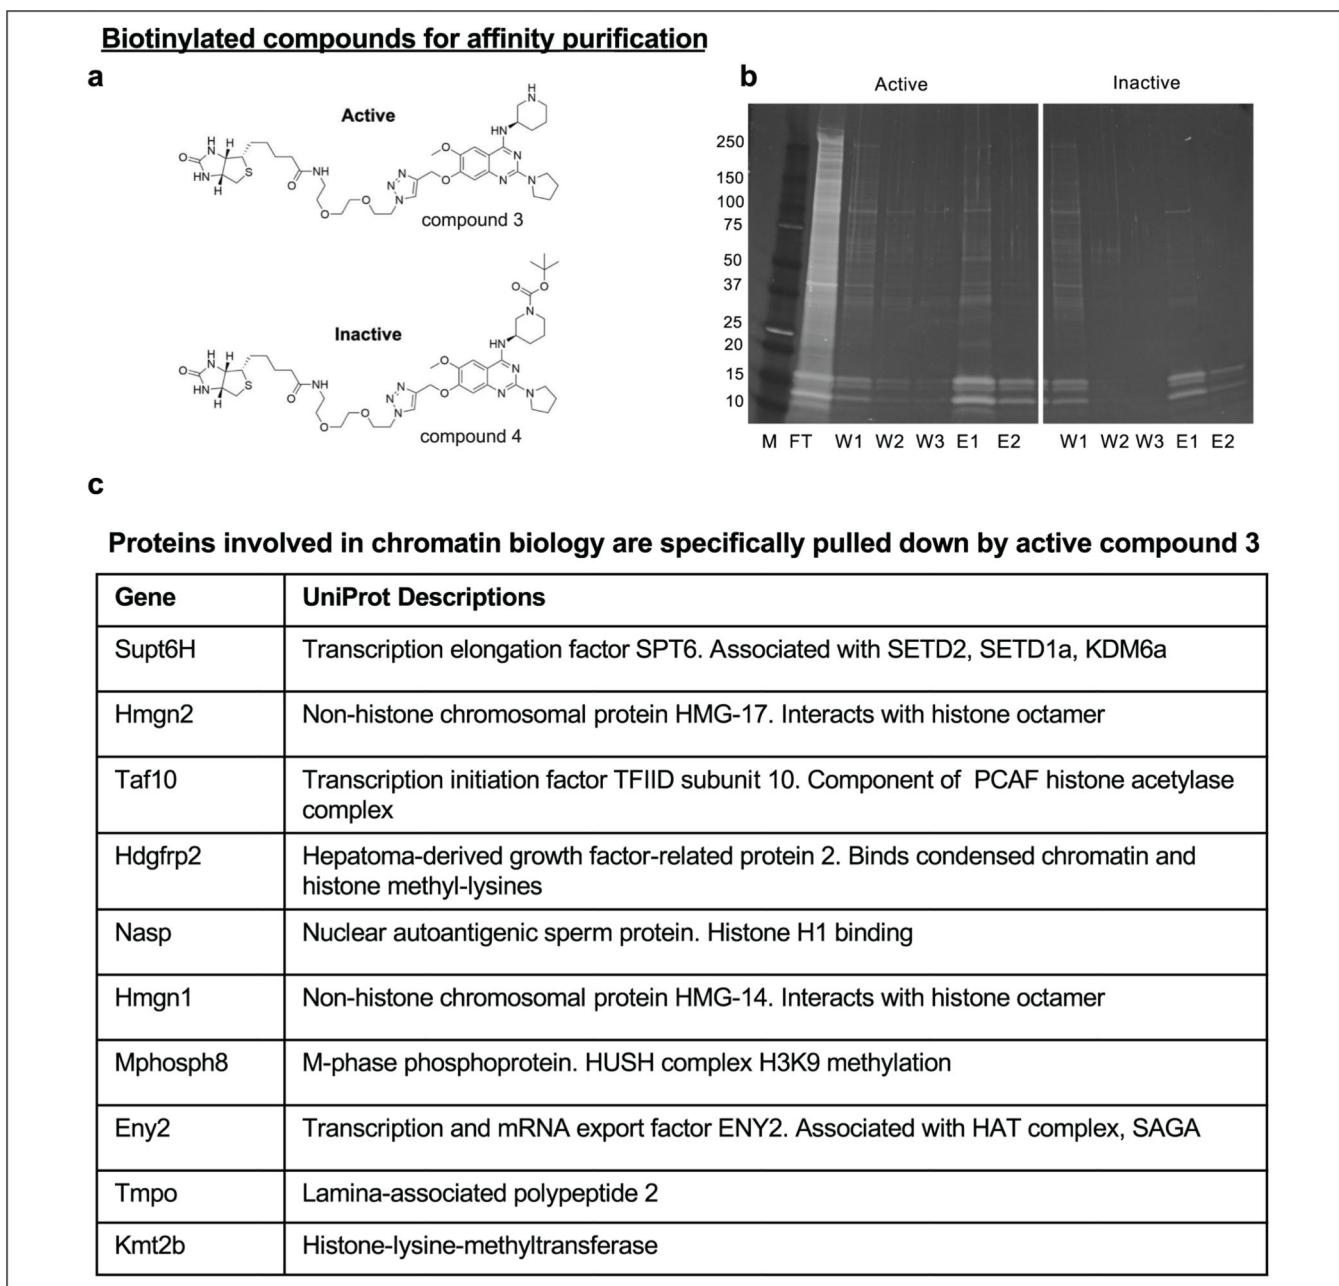 Biotinylated compounds for affinity purification
a
Active
compound 3
Inactive
compound 4
b
Active
Inactive
250
150
100
75
50
37
25
20
15
10
M FT W1 W2 W3 E1 E2
W1 W2 W3 E1 E2
c
Proteins involved in chromatin biology are specifically pulled down by active compound 3
Gene UniProt Descriptions
Supt6H Transcription elongation factor SPT6. Associated with SETD2, SETD1a, KDM6a
Hmgn2 Non-histone chromosomal protein HMG-17. Interacts with histone octamer
Taf10 Transcription initiation factor TFIID subunit 10. Component of PCAF histone acetylase
complex
Hdgfrp2 Hepatoma-derived growth factor-related protein 2. Binds condensed chromatin and
histone methyl-lysines
Nasp Nuclear autoantigenic sperm protein. Histone H1 binding
Hmgn1 Non-histone chromosomal protein HMG-14. Interacts with histone octamer
Mphosph8 M-phase phosphoprotein. HUSH complex H3K9 methylation
Eny2 Transcription and mRNA export factor ENY2. Associated with HAT complex, SAGA
Tmpo Lamina-associated polypeptide 2
Kmt2b Histone-lysine-methyltransferase